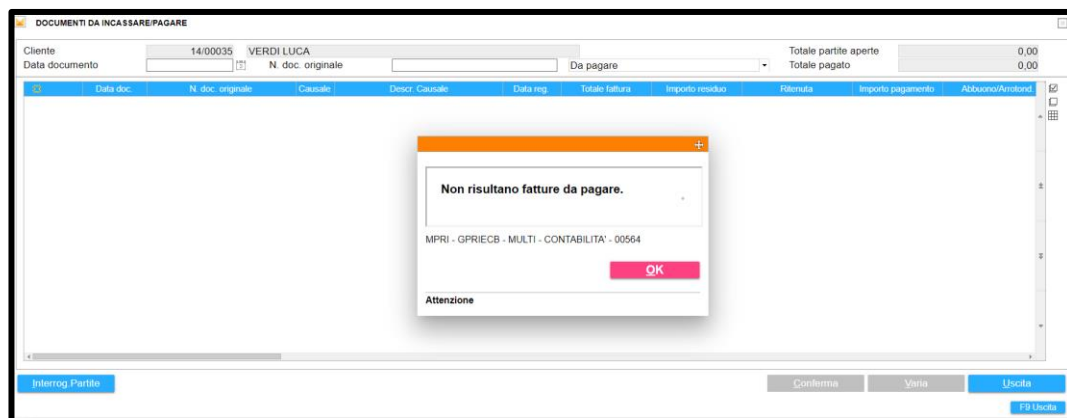 DOCUMENTI DA INCASSARE/PAGARE
Cliente 14/00035 VERDI LUCA Totale partite aperte 0,00
Data documento N. doc. originale Da pagare Totale pagato 0,00
Data doc. N. doc. originale Causale Descr. Causale Data reg. Totale fattura Importo residuo Ritenuta Importo pagamento Abbuono/Arrotond.
Non risultano fatture da pagare.
MPRI - GPRIECB - MULTI - CONTABILITA' - 00564
OK
Attenzione
Interrog.Partite Conferma Varia Uscita
F9 Uscita